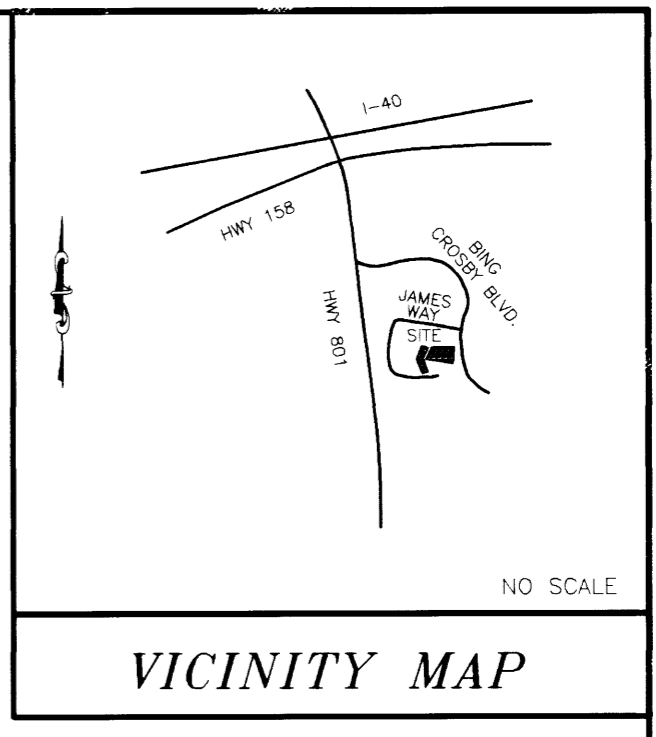 I-40
HWY 158
BING
CROSBY BLVD.
HWY 801
JAMES
WAY
SITE
NO SCALE
VICINITY MAP